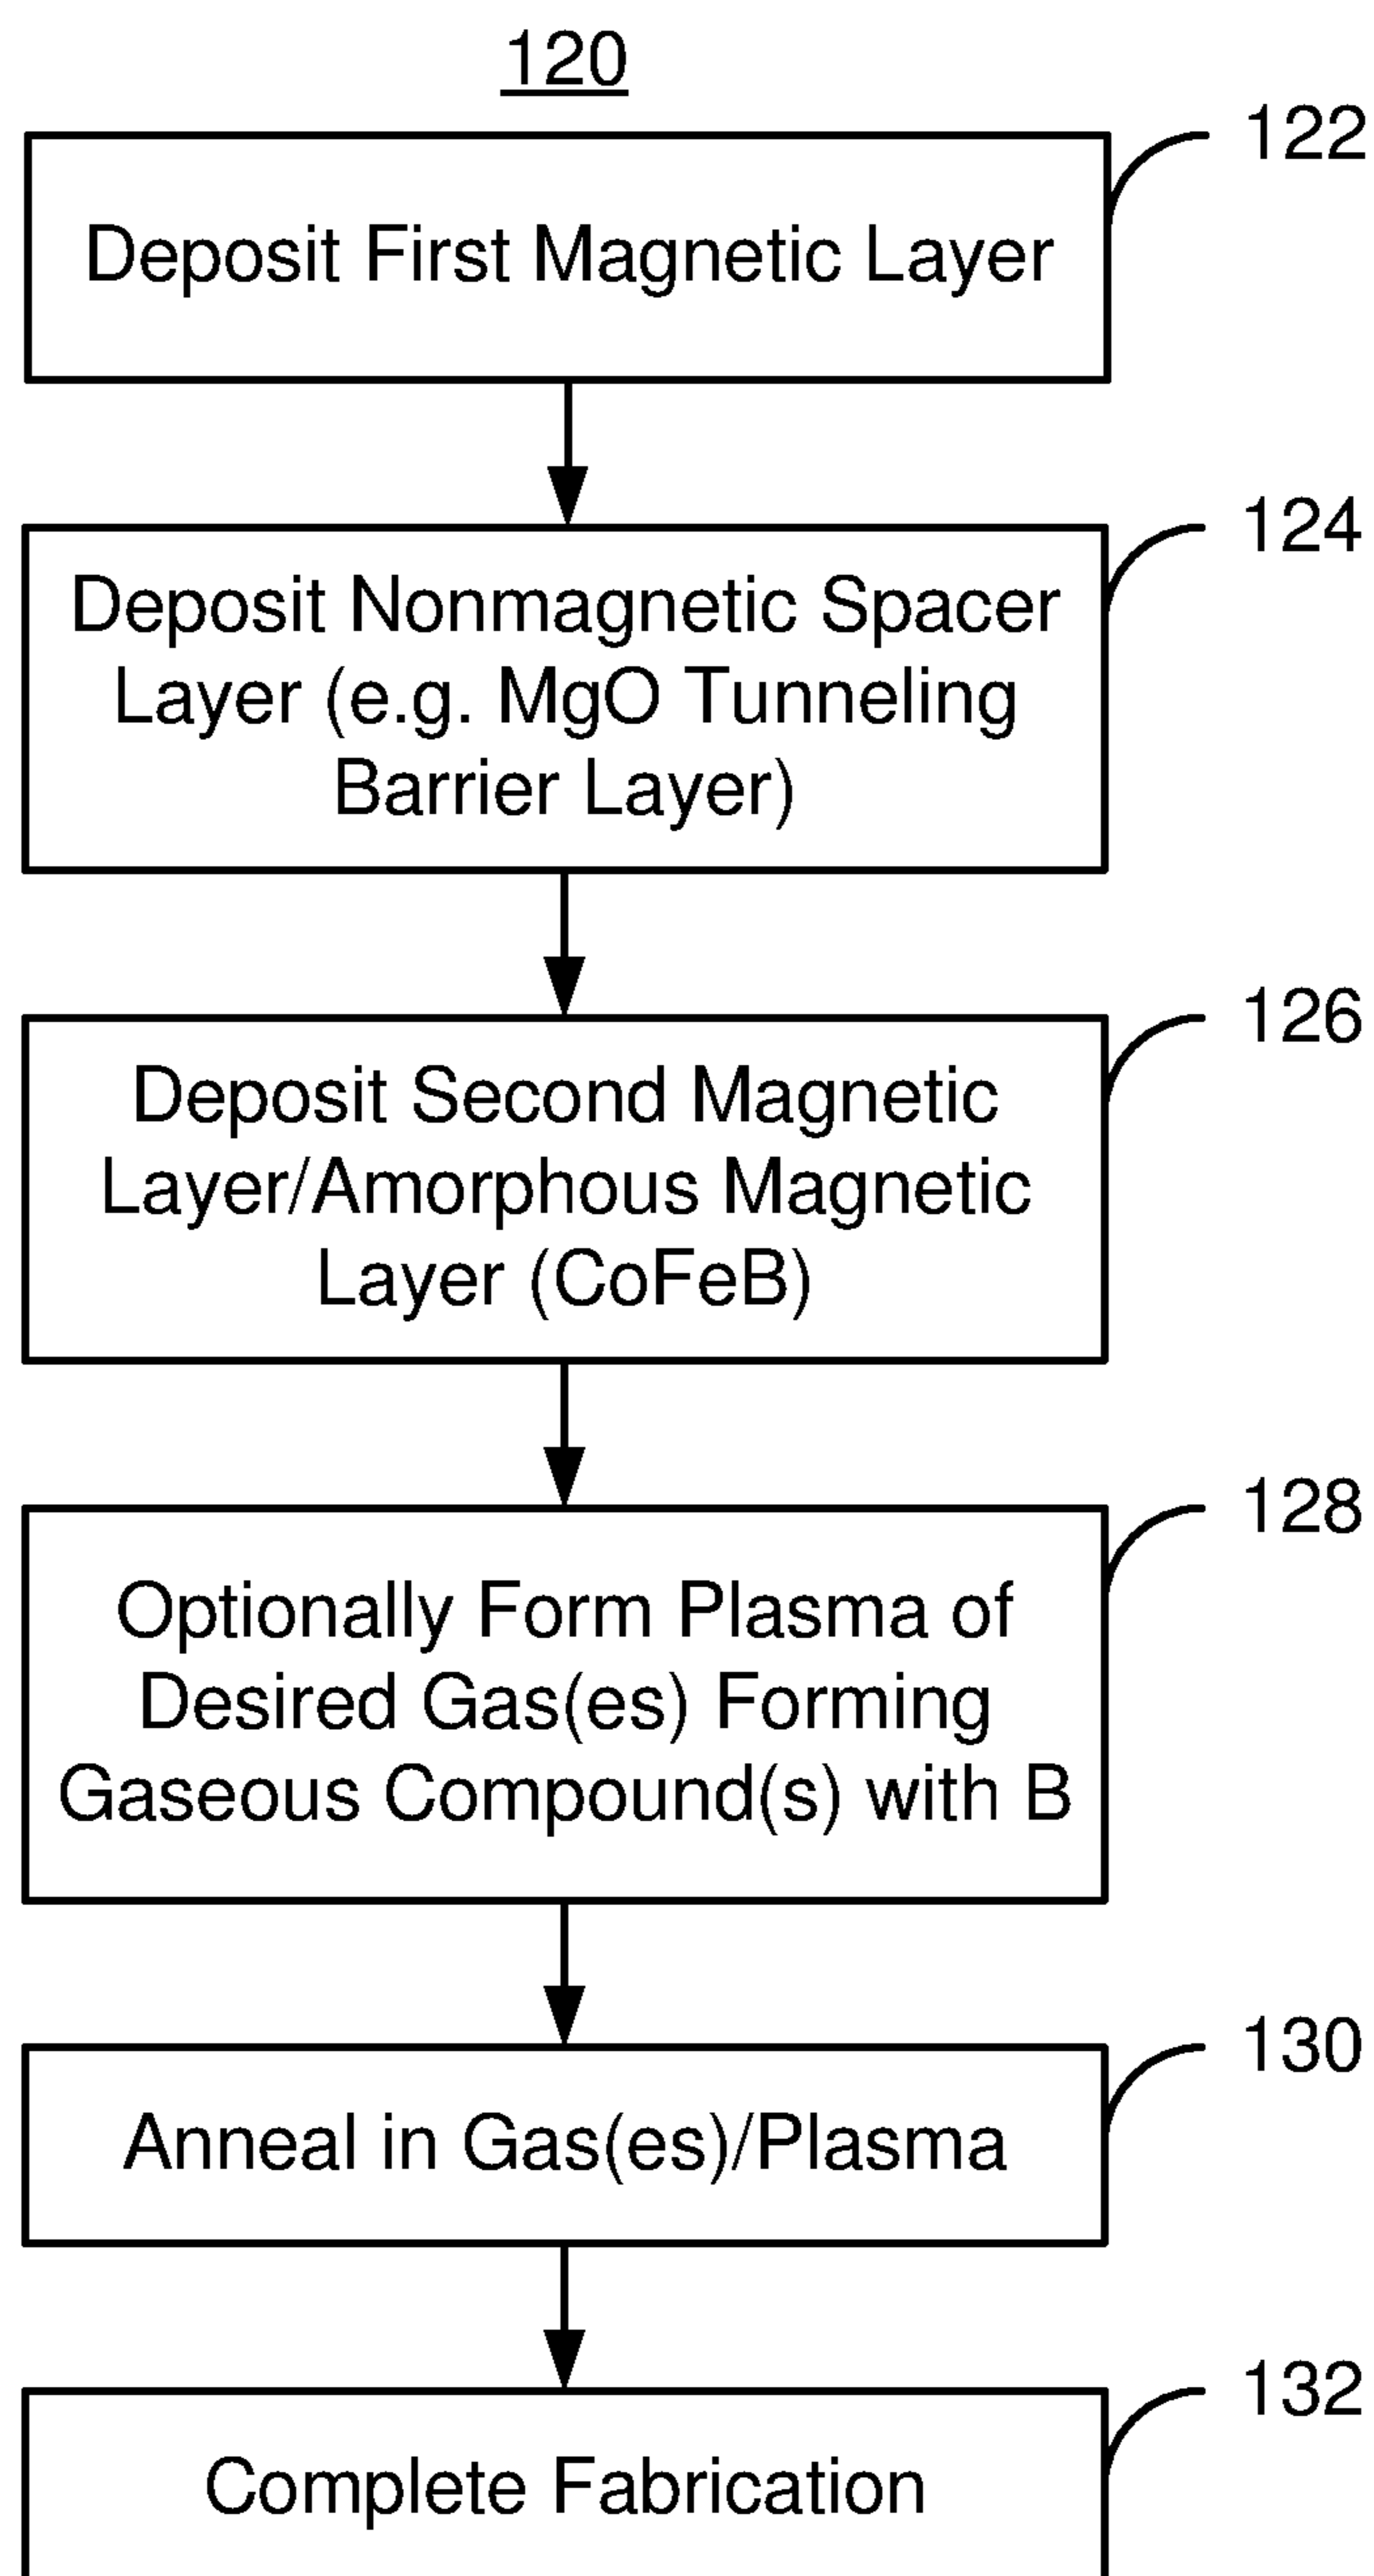 120
122
Deposit First Magnetic Layer
124
Deposit Nonmagnetic Spacer
Layer (e.g. MgO Tunneling
Barrier Layer)
126
Deposit Second Magnetic
Layer/Amorphous Magnetic
Layer (CoFeB)
128
Optionally Form Plasma of
Desired Gas(es) Forming
Gaseous Compound(s) with B
130
Anneal in Gas(es)/Plasma
132
Complete Fabrication